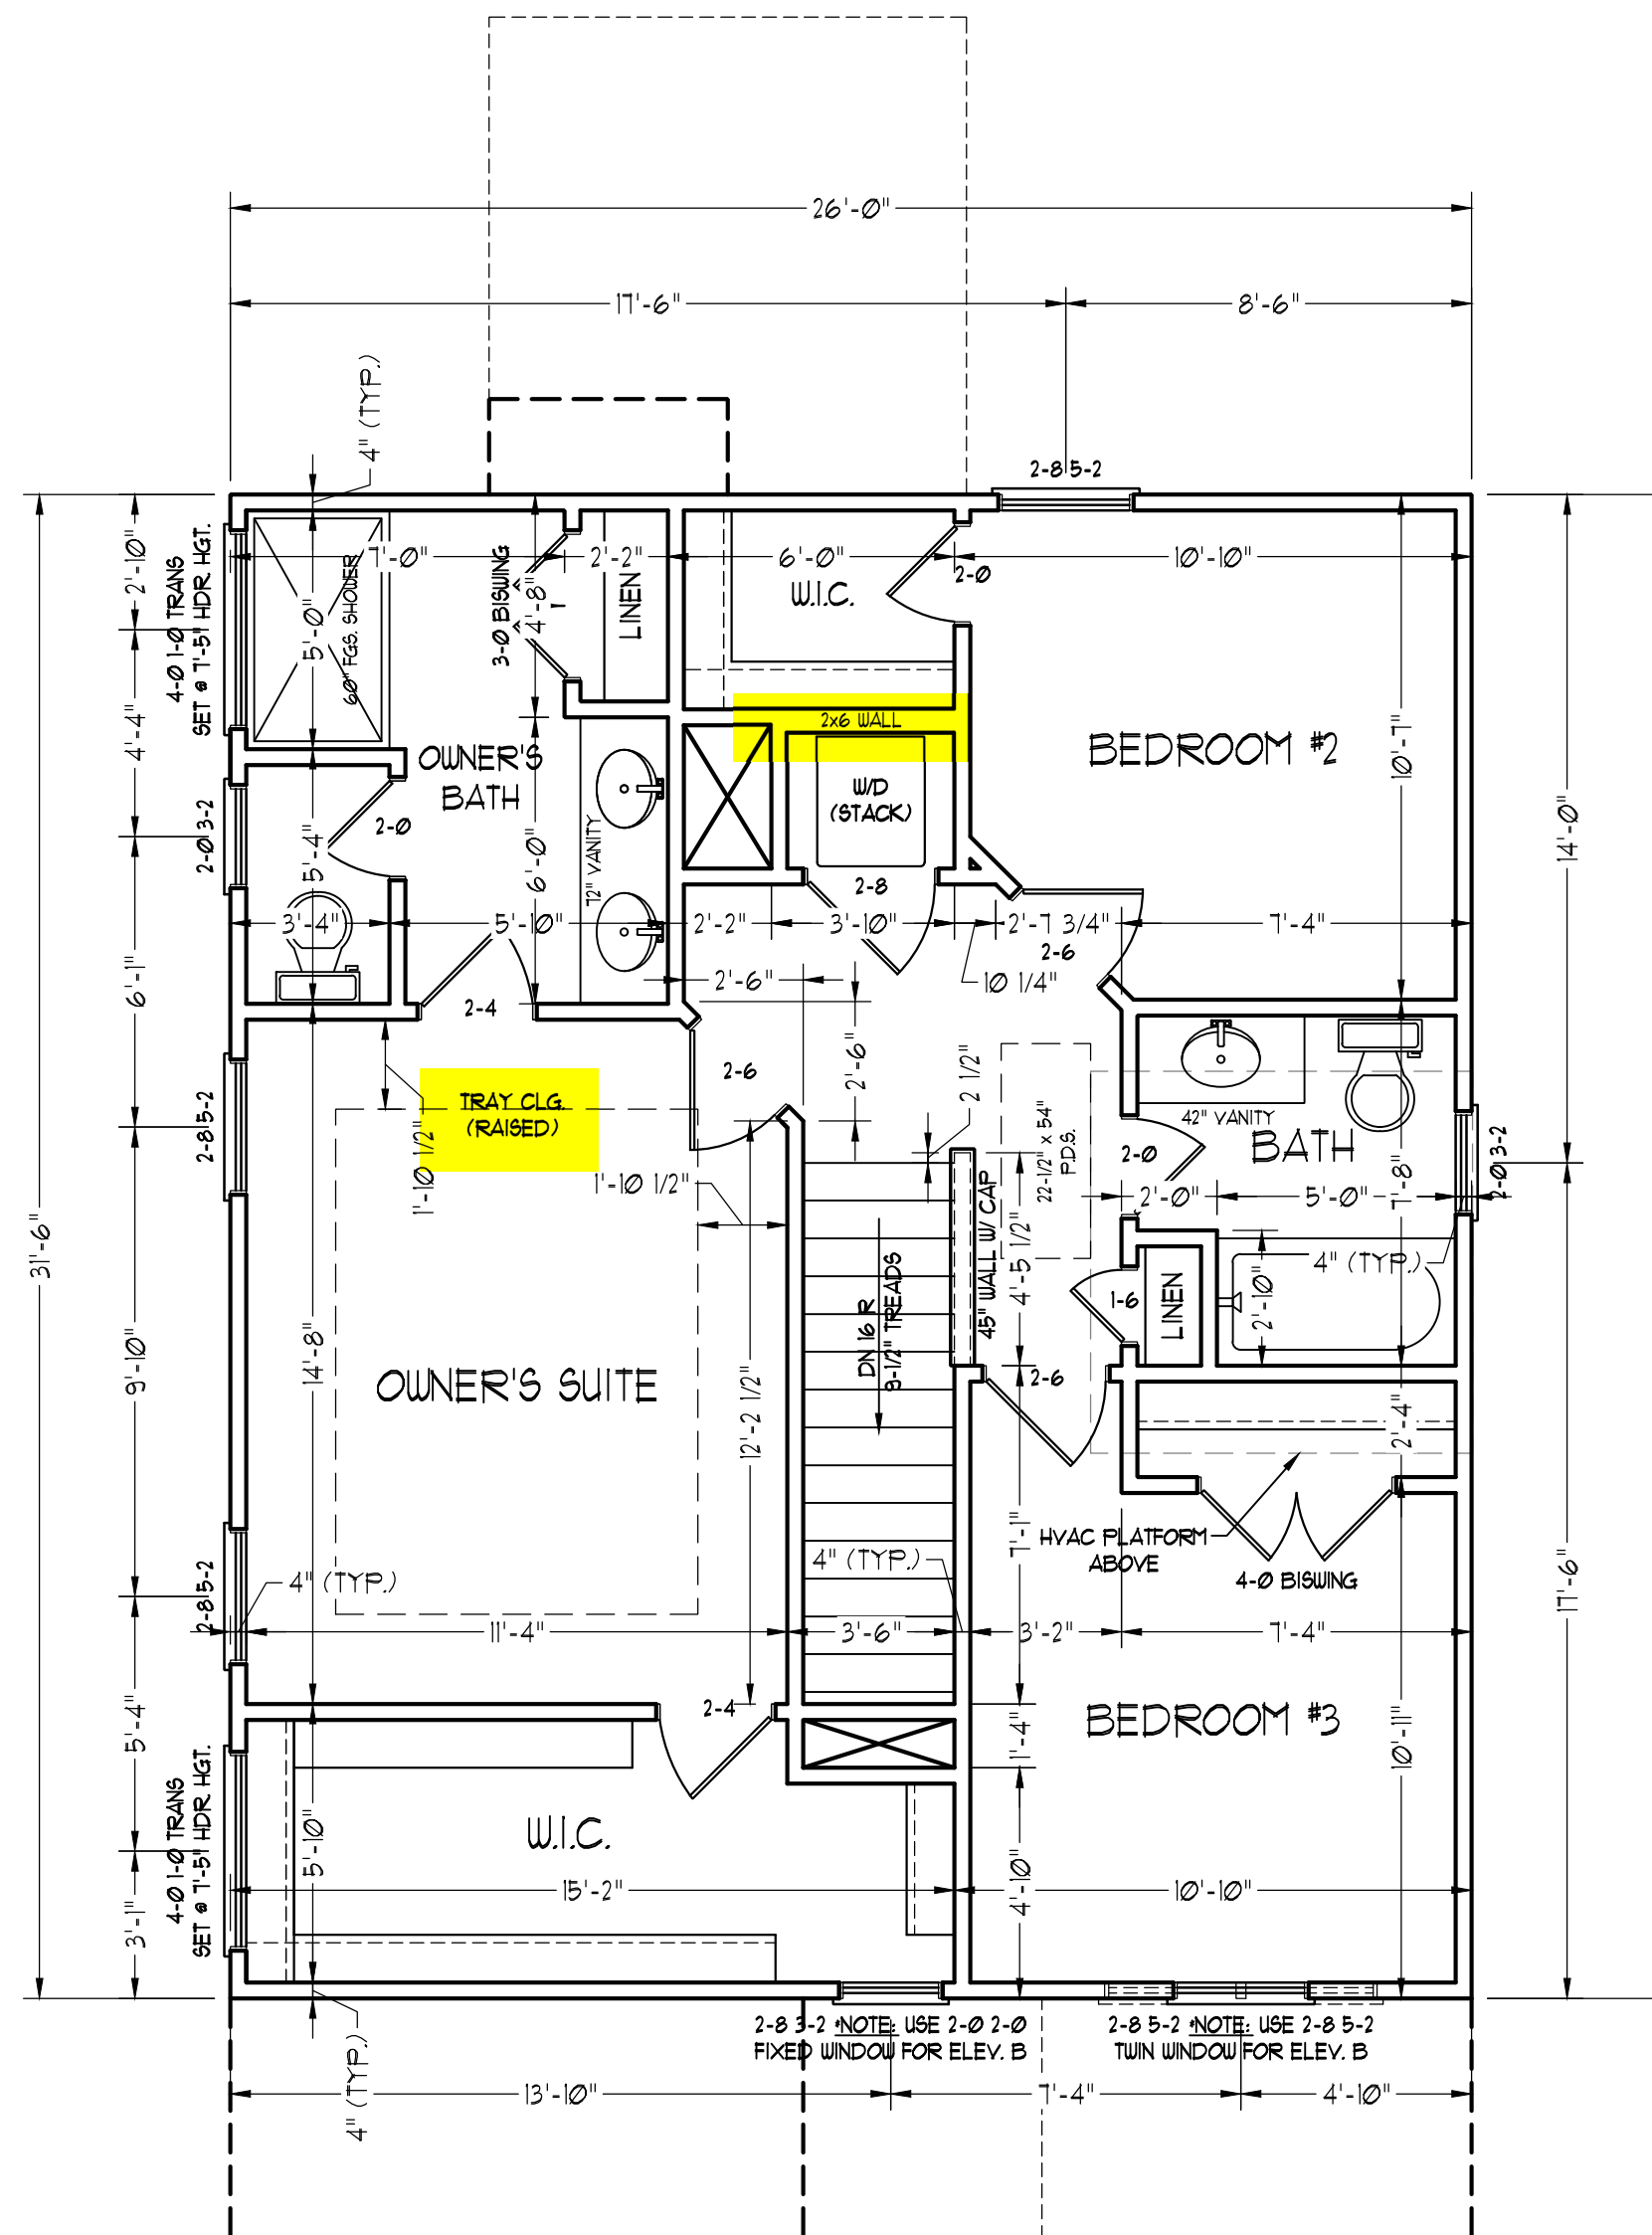 26'-0"
17'-6"
8'-6"
4" (TYP.)
2-8 5-2
2'-10"
4-0 1-0 TRANS
SET @ 7'-5" HDR. HGT.
7'-0"
3-0 BISWING
4'-8"
2'-2"
6'-0"
10'-10"
2-0
W.I.C.
LINEN
5'-0"
60" FGS. SHOWER
4'-4"
2x6 WALL
OWNER'S
BATH
BEDROOM #2
10'-7"
W/D
(STACK)
2-0 3-2
2-0
5'-4"
6'-0"
72" VANITY
14'-0"
2-8
3'-4"
5'-10"
2'-2"
3'-10"
2'-7 3/4"
7'-4"
2-6
10 1/4"
6'-1"
2'-6"
2-4
2-6
2'-6"
2 1/2"
TRAY CLG.
(RAISED)
1'-10 1/2"
1'-10 1/2"
2-8 5-2
22-1/2" x 54"
P.D.S.
42" VANITY
BATH
2-0
2-0 3-2
7'-8"
2'-0"
5'-0"
4" (TYP.)
31'-6"
45" WALL W/ CAP
4'-5 1/2"
DN 16 R
9-1/2" TREADS
1-6
LINEN
2'-10"
9'-10"
14'-8"
OWNER'S SUITE
12'-2 1/2"
2-6
2'-4"
7'-1"
HVAC PLATFORM
ABOVE
4-0 BISWING
4" (TYP.)
4" (TYP.)
2-8 5-2
17'-6"
11'-4"
3'-6"
3'-2"
7'-4"
2-4
5'-4"
1'-4"
BEDROOM #3
10'-11"
4-0 1-0 TRANS
SET @ 7'-5" HDR. HGT.
W.I.C.
5'-10"
4'-10"
15'-2"
10'-10"
3'-1"
2-8 3-2 *NOTE: USE 2-0 2-0
FIXED WINDOW FOR ELEV. B
2-8 5-2 *NOTE: USE 2-8 5-2
TWIN WINDOW FOR ELEV. B
4" (TYP.)
13'-10"
7'-4"
4'-10"